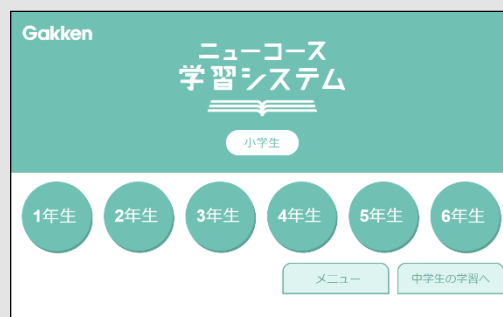 Gakken
ニューコース
学習システム
小学生
1年生 2年生 3年生 4年生 5年生 6年生
メニュー 中学生の学習へ